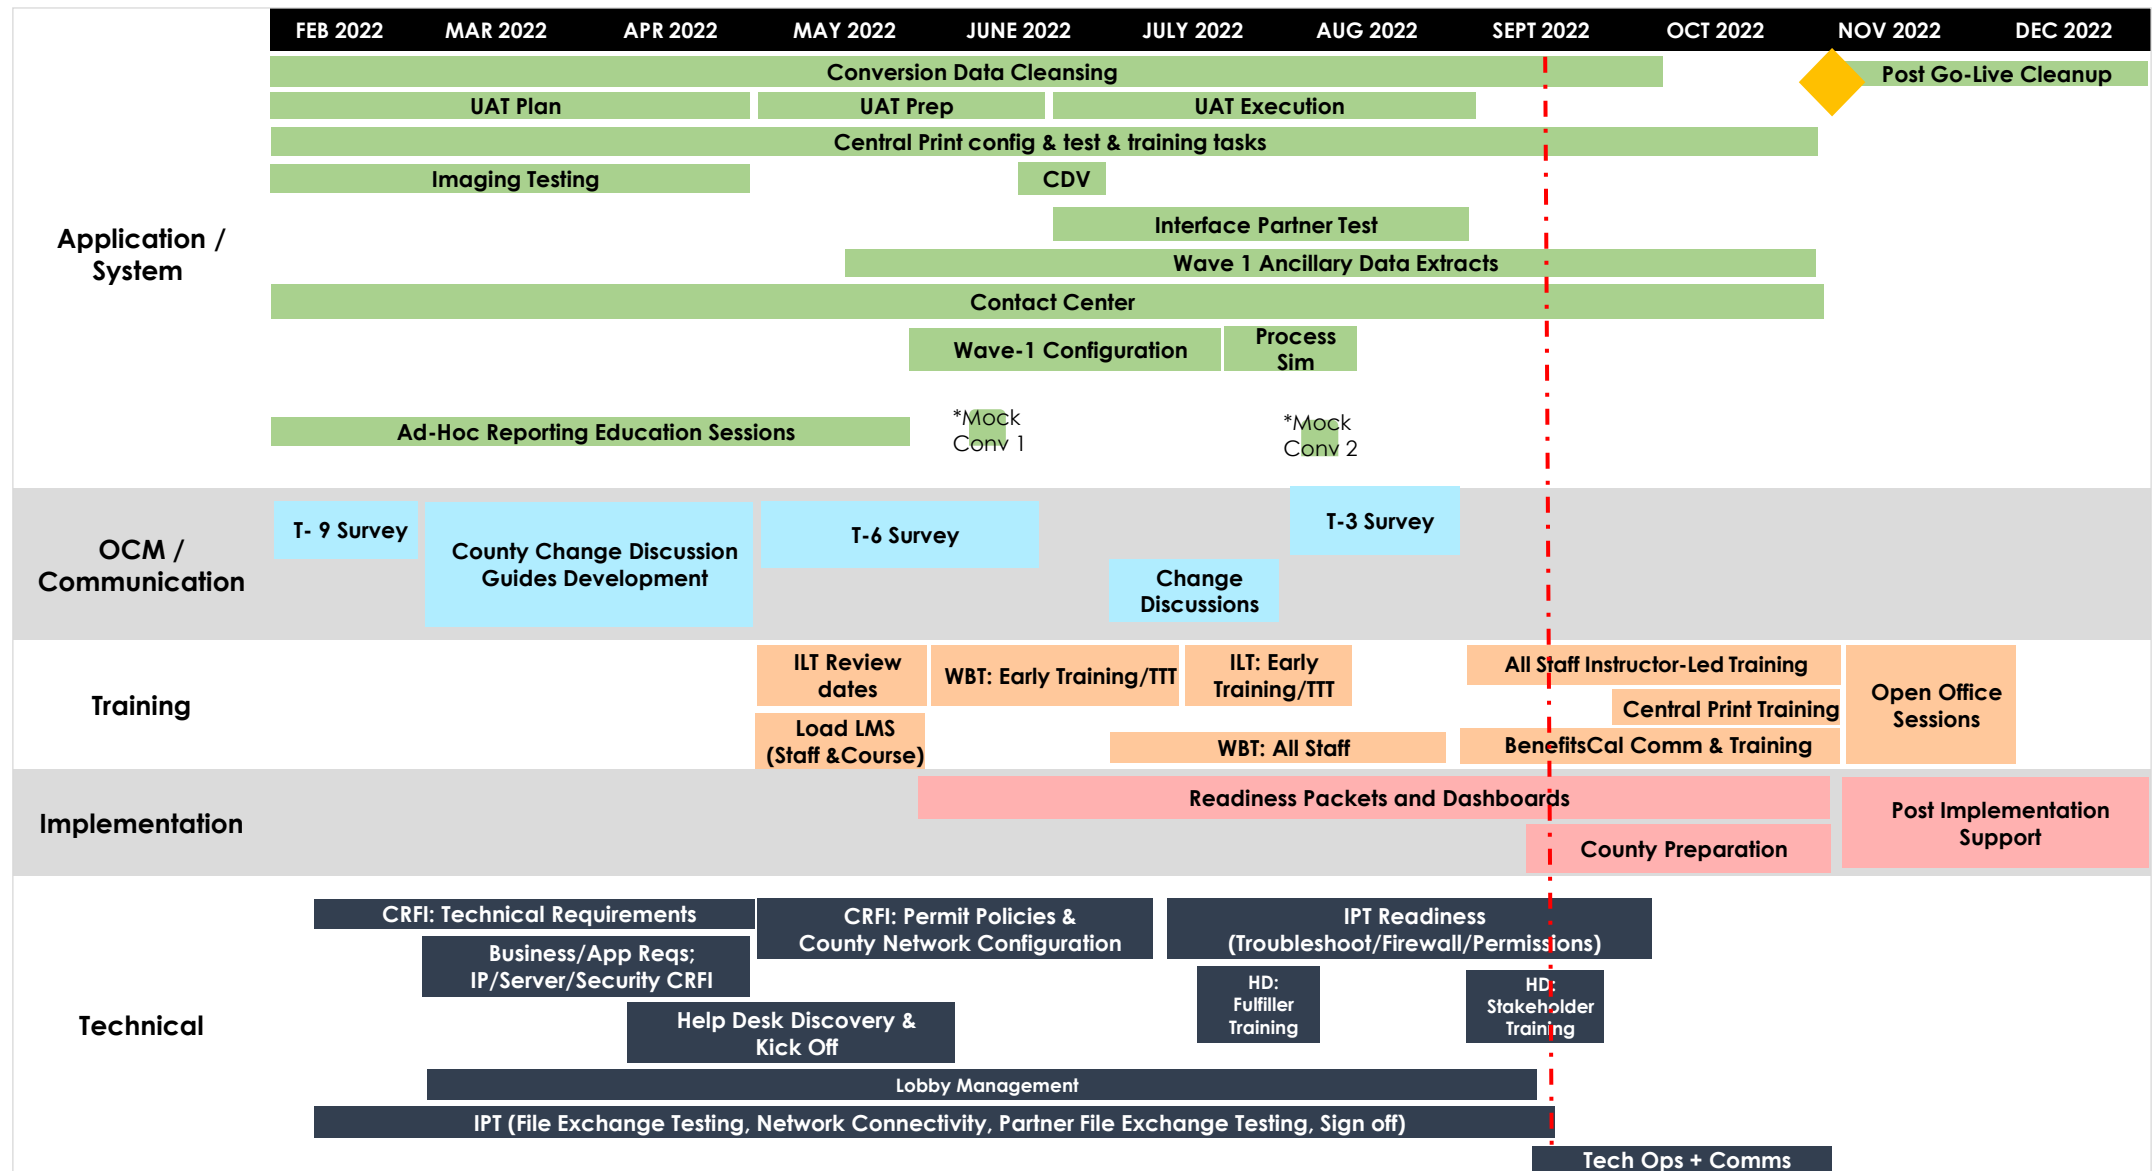 FEB 2022 MAR 2022 APR 2022 MAY 2022 JUNE 2022 JULY 2022 AUG 2022 SEPT 2022 OCT 2022 NOV 2022 DEC 2022
Application /
System
Conversion Data Cleansing
Post Go-Live Cleanup
UAT Plan
UAT Prep
UAT Execution
Central Print config & test & training tasks
Imaging Testing
CDV
Interface Partner Test
Wave 1 Ancillary Data Extracts
Contact Center
Wave-1 Configuration
Process
Sim
Ad-Hoc Reporting Education Sessions
*Mock
Conv 1
*Mock
Conv 2
OCM /
Communication
T- 9 Survey
County Change Discussion
Guides Development
T-6 Survey
Change
Discussions
T-3 Survey
Training
ILT Review
dates
WBT: Early Training/TTT
ILT: Early
Training/TTT
All Staff Instructor-Led Training
Open Office
Sessions
Central Print Training
Load LMS
(Staff &Course)
WBT: All Staff
BenefitsCal Comm & Training
Implementation
Readiness Packets and Dashboards
County Preparation
Post Implementation
Support
Technical
CRFI: Technical Requirements
CRFI: Permit Policies &
County Network Configuration
IPT Readiness
(Troubleshoot/Firewall/Permissions)
Business/App Reqs;
IP/Server/Security CRFI
HD:
Fulfiller
Training
HD:
Stakeholder
Training
Help Desk Discovery &
Kick Off
Lobby Management
IPT (File Exchange Testing, Network Connectivity, Partner File Exchange Testing, Sign off)
Tech Ops + Comms